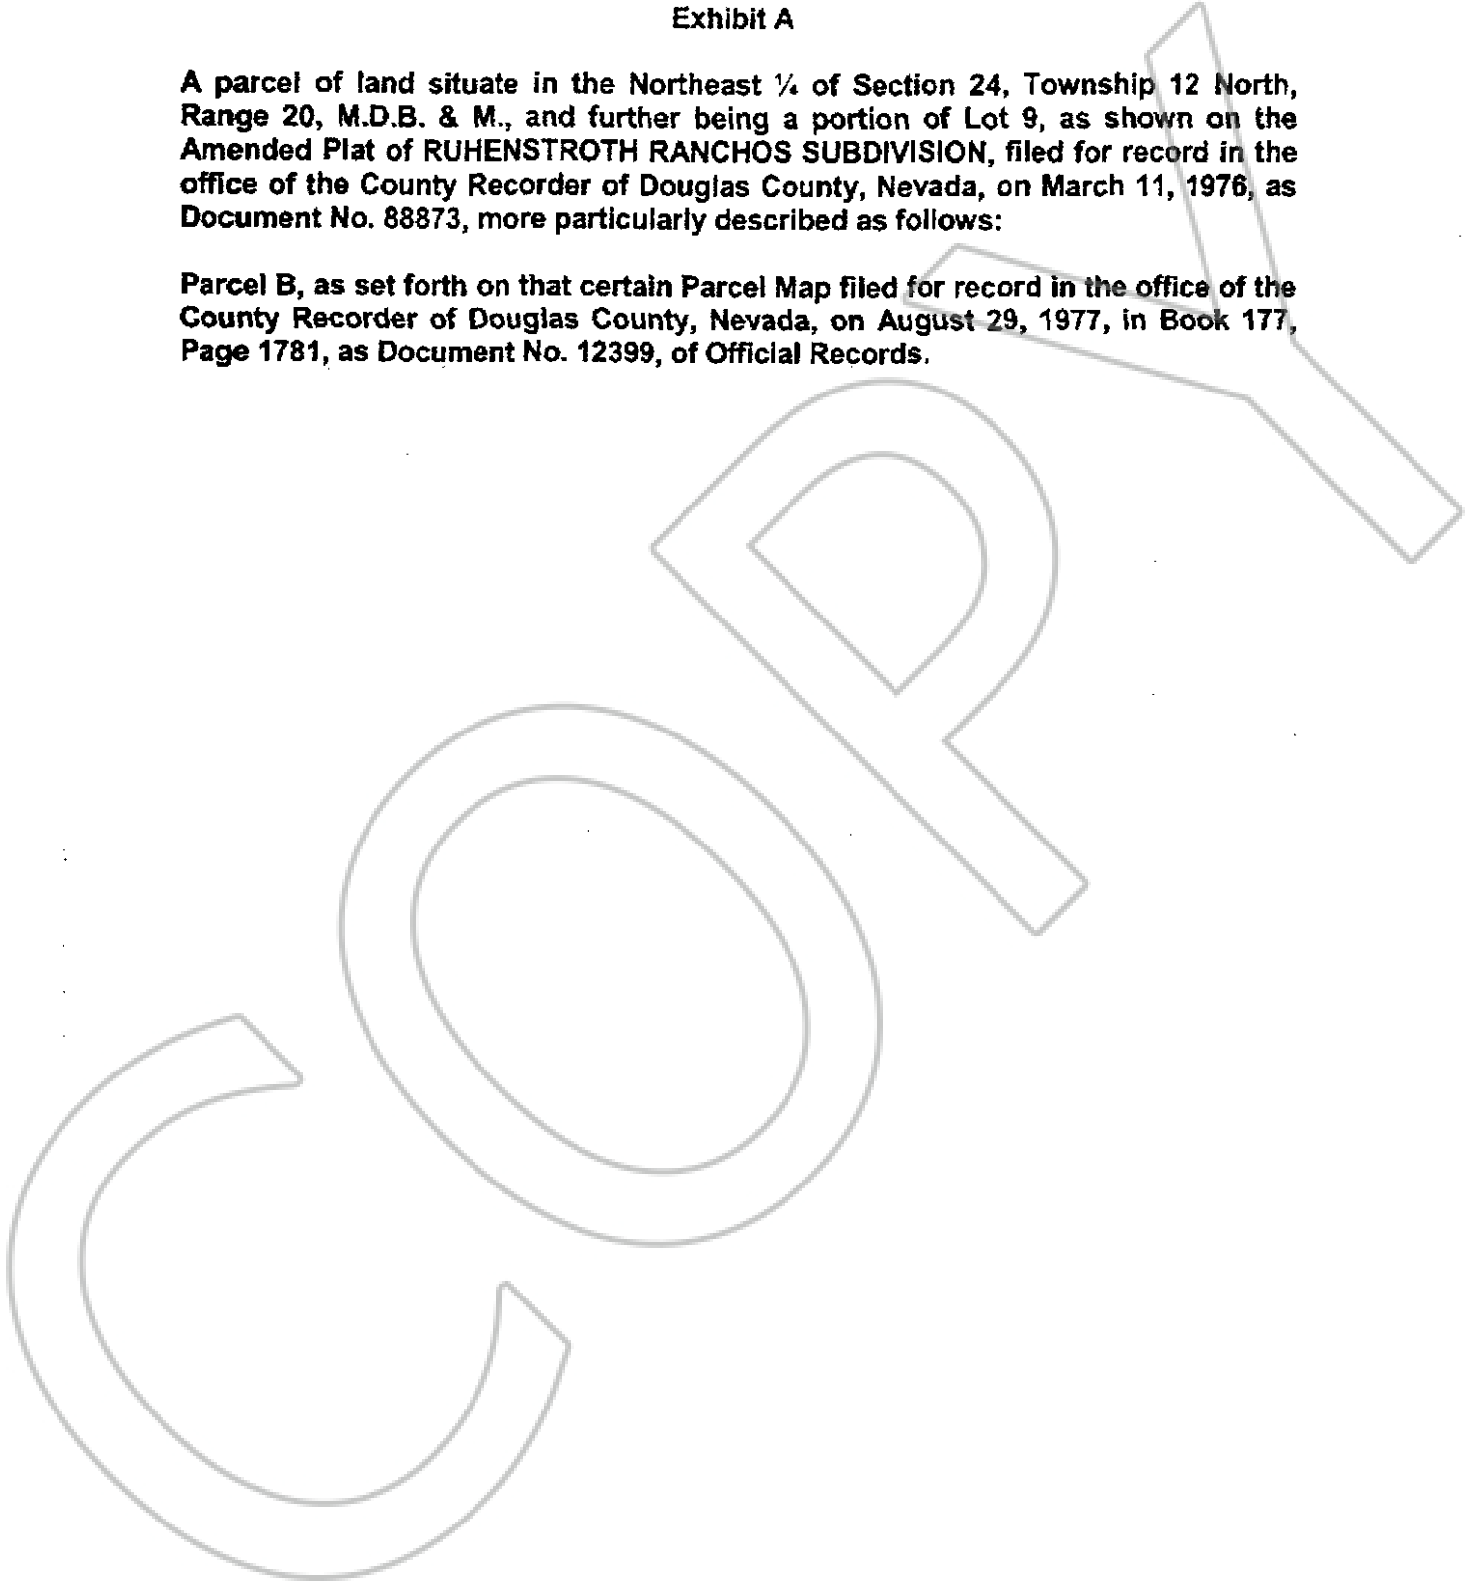 Exhibit A
A parcel of land situate in the Northeast ¼ of Section 24, Township 12 North,
Range 20, M.D.B. & M., and further being a portion of Lot 9, as shown on the
Amended Plat of RUHENSTROTH RANCHOS SUBDIVISION, filed for record in the
office of the County Recorder of Douglas County, Nevada, on March 11, 1976, as
Document No. 88873, more particularly described as follows:
Parcel B, as set forth on that certain Parcel Map filed for record in the office of the
County Recorder of Douglas County, Nevada, on August 29, 1977, in Book 177,
Page 1781, as Document No. 12399, of Official Records.
COPY